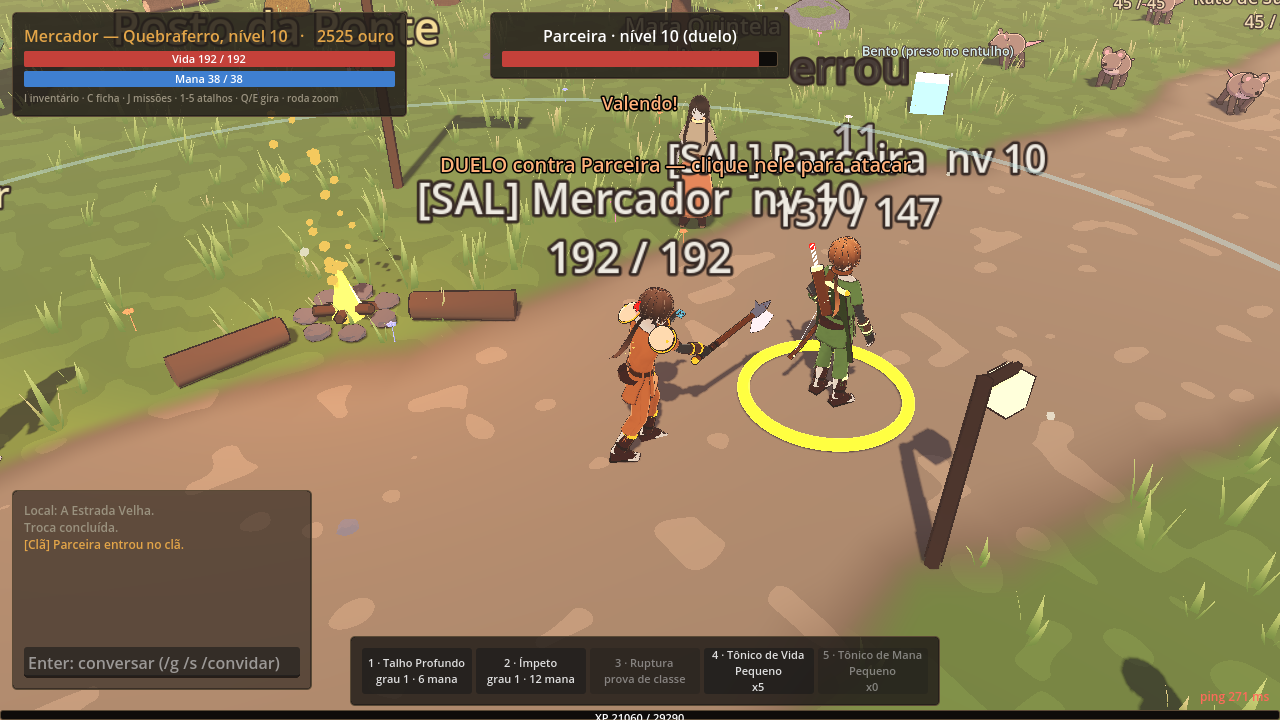 Posto da Ponte
Mercador — Quebraferro, nível 10 · 2525 ouro
Vida 192 / 192
Mana 38 / 38
I inventário · C ficha · J missões · 1-5 atalhos · Q/E gira · roda zoom
Mara Quintela
Parceira · nível 10 (duelo)
45 / 45
45 /
Bento (preso no entulho)
errou
Valendo!
11
[SAL] Parceira nv 10
DUELO contra Parceira — clique nele para atacar
[SAL] Mercador nv 10
137 / 147
192 / 192
Local: A Estrada Velha.
Troca concluída.
[Clã] Parceira entrou no clã.
Enter: conversar (/g /s /convidar)
1 · Talho Profundo
grau 1 · 6 mana
2 · Ímpeto
grau 1 · 12 mana
3 · Ruptura
prova de classe
4 · Tônico de Vida
Pequeno
x5
5 · Tônico de Mana
Pequeno
x0
ping 271 ms
XP 21060 / 29290